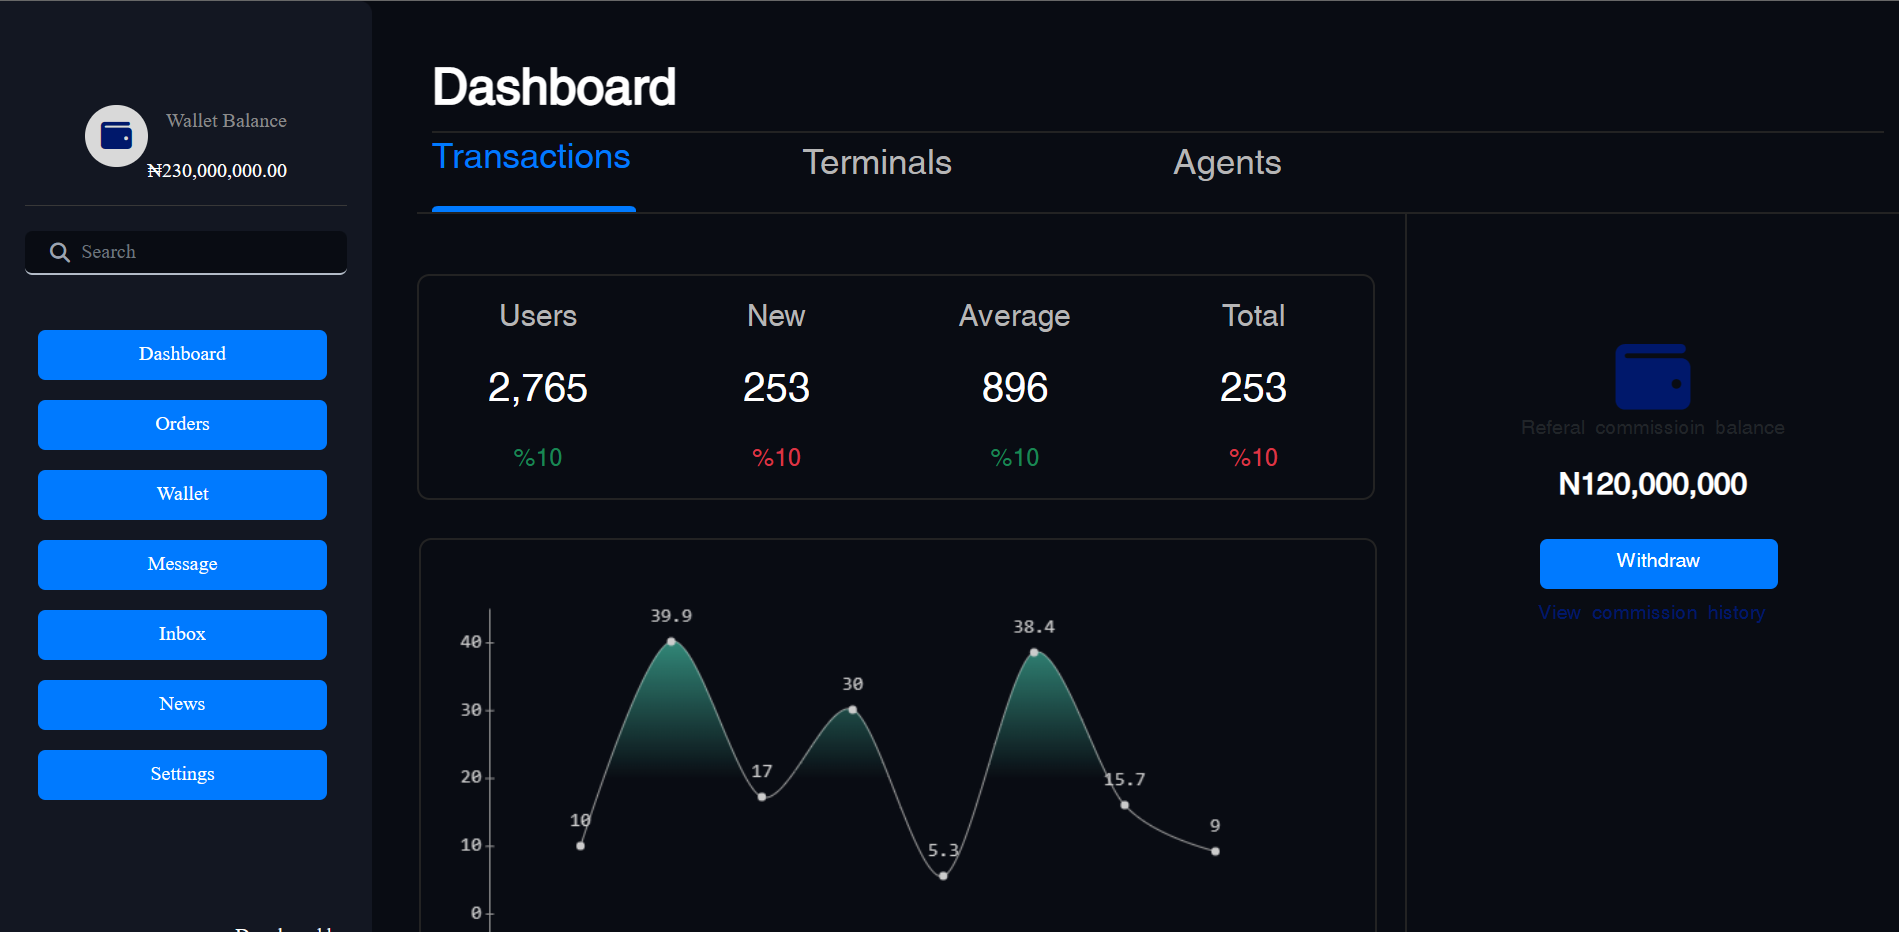 Wallet Balance
₦230,000,000.00
Search
Dashboard
Orders
Wallet
Message
Inbox
News
Settings
Dashboard
Transactions Terminals Agents
Users New Average Total
2,765 253 896 253
%10 %10 %10 %10
39.9
38.4
40
30
30
17
20
15.7
10
9
10
5.3
0
Referal commissioin balance
N120,000,000
Withdraw
View commission history